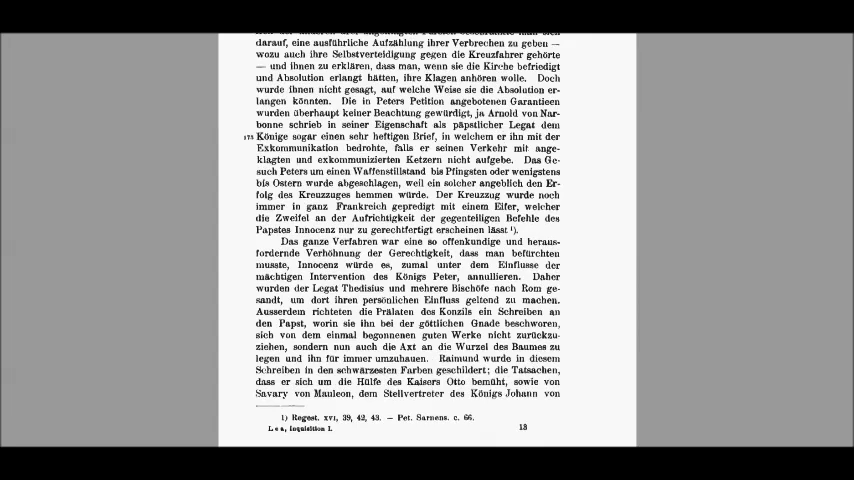 darauf, eine ausführliche Aufzählung ihrer Verbrechen zu geben —
wozu auch ihre Selbstverteidigung gegen die Kreuzfahrer gehörte
— und ihnen zu erklären, dass man, wenn sie die Kirche befriedigt
und Absolution erlangt hätten, ihre Klagen anhören wolle. Doch
wurde ihnen nicht gesagt, auf welche Weise sie die Absolution er-
langen könnten. Die in Peters Petition angebotenen Garantieen
wurden überhaupt keiner Beachtung gewürdigt, ja Arnold von Nar-
bonne schrieb in seiner Eigenschaft als päpstlicher Legat dem
175 Könige sogar einen sehr heftigen Brief, in welchem er ihn mit der
Exkommunikation bedrohte, falls er seinen Verkehr mit ange-
klagten und exkommunizierten Ketzern nicht aufgebe. Das Ge-
such Peters um einen Waffenstillstand bis Pfingsten oder wenigstens
bis Ostern wurde abgeschlagen, weil ein solcher angeblich den Er-
folg des Kreuzzuges hemmen würde. Der Kreuzzug wurde noch
immer in ganz Frankreich gepredigt mit einem Eifer, welcher
die Zweifel an der Aufrichtigkeit der gegenteiligen Befehle des
Papstes Innocenz nur zu gerechtfertigt erscheinen lässt ¹).
Das ganze Verfahren war eine so offenkundige und heraus-
fordernde Verhöhnung der Gerechtigkeit, dass man befürchten
musste, Innocenz würde es, zumal unter dem Einflusse der
mächtigen Intervention des Königs Peter, annullieren. Daher
wurden der Legat Thedisius und mehrere Bischöfe nach Rom ge-
sandt, um dort ihren persönlichen Einfluss geltend zu machen.
Ausserdem richteten die Prälaten des Konzils ein Schreiben an
den Papst, worin sie ihn bei der göttlichen Gnade beschworen,
sich von dem einmal begonnenen guten Werke nicht zurückzu-
ziehen, sondern nun auch die Axt an die Wurzel des Baumes zu
legen und ihn für immer umzuhauen. Raimund wurde in diesem
Schreiben in den schwärzesten Farben geschildert; die Tatsachen,
dass er sich um die Hülfe des Kaisers Otto bemüht, sowie von
Savary von Mauleon, dem Stellvertreter des Königs Johann von
1) Regest. XVI, 39, 42, 43. — Pet. Sarnens. c. 66.
Lea, Inquisition I. 13